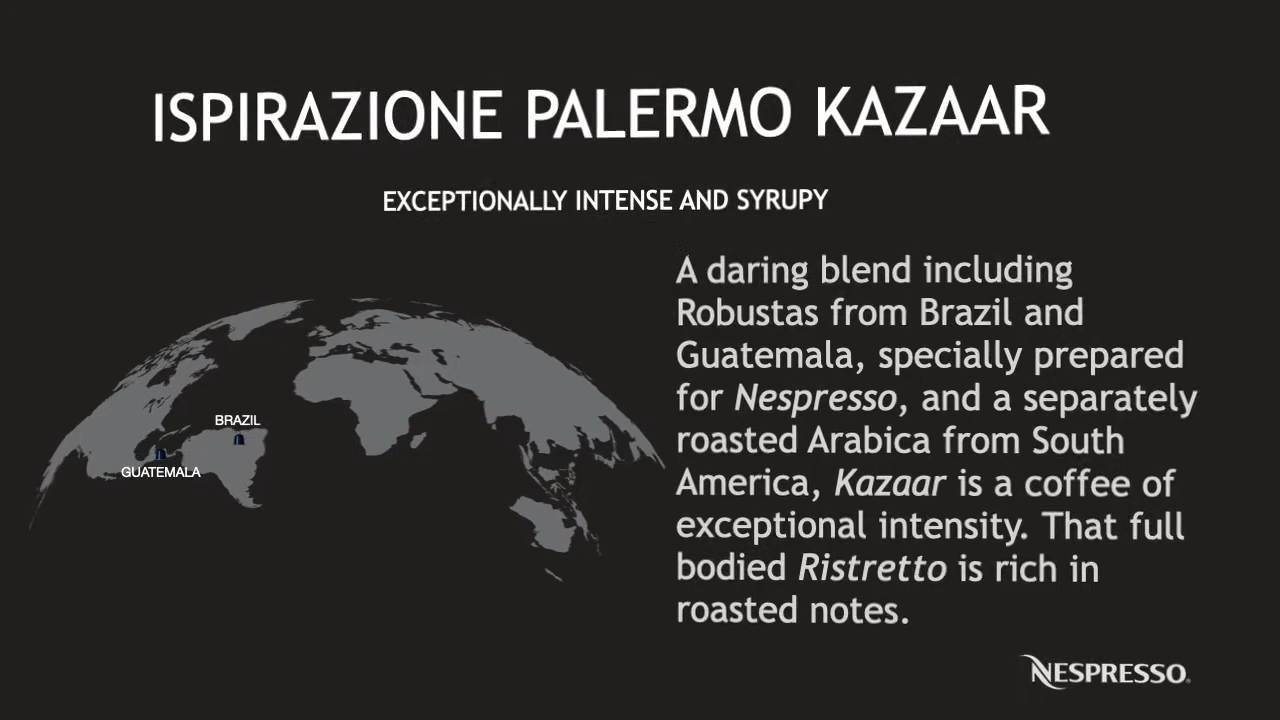 ISPIRAZIONE PALERMO KAZAAR
EXCEPTIONALLY INTENSE AND SYRUPY
A daring blend including
Robustas from Brazil and
Guatemala, specially prepared
for Nespresso, and a separately
roasted Arabica from South
America, Kazaar is a coffee of
exceptional intensity. That full
bodied Ristretto is rich in
roasted notes.
BRAZIL
GUATEMALA
NESPRESSO